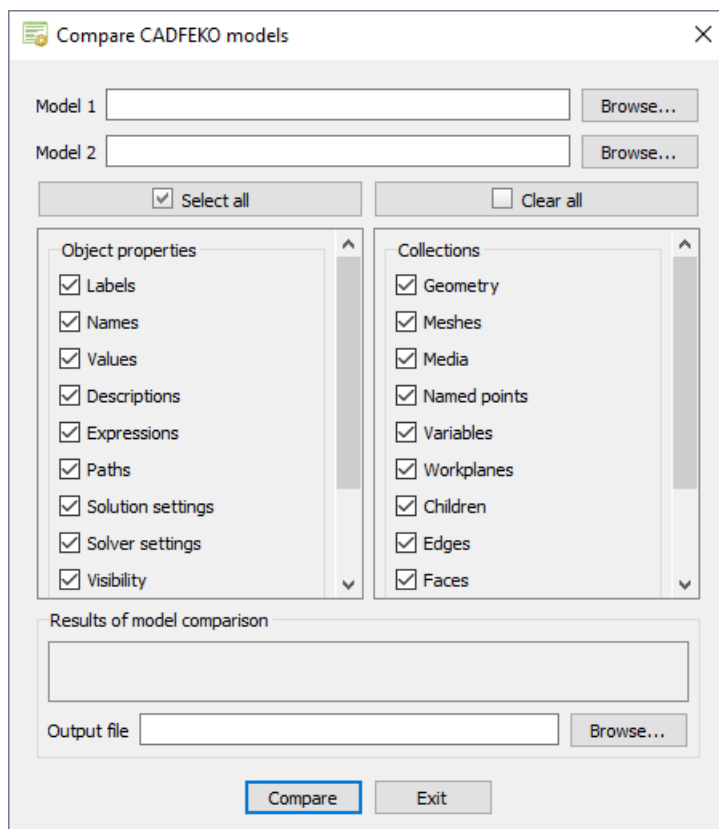 Compare CADFEKO models
Model 1
Browse...
Model 2
Browse...
Select all
Clear all
Object properties
Labels
Names
Values
Descriptions
Expressions
Paths
Solution settings
Solver settings
Visibility
Collections
Geometry
Meshes
Media
Named points
Variables
Workplanes
Children
Edges
Faces
Results of model comparison
Output file
Browse...
Compare
Exit